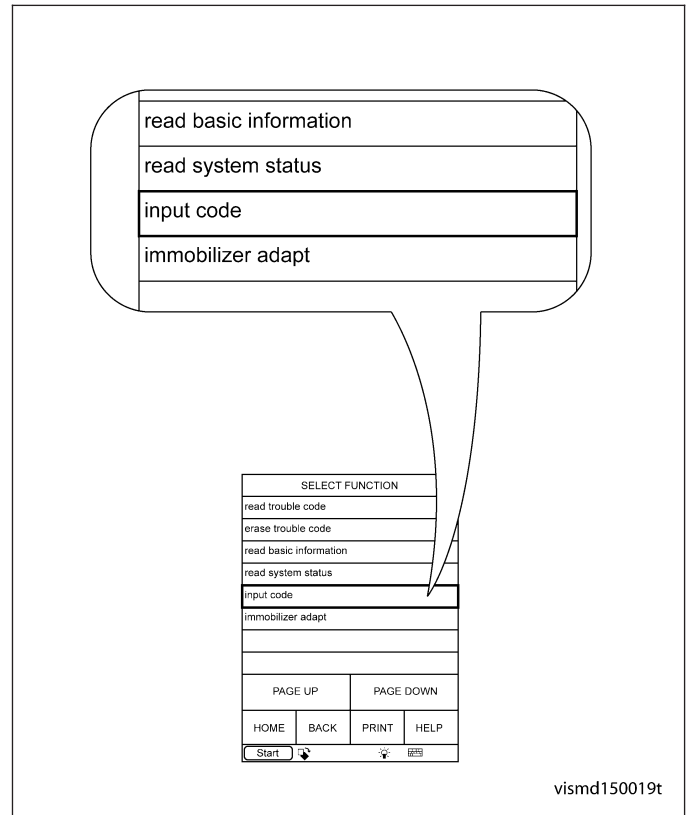 read basic information
read system status
input code
immobilizer adapt
SELECT FUNCTION
read trouble code
erase trouble code
read basic information
read system status
input code
immobilizer adapt
PAGE UP PAGE DOWN
HOME BACK PRINT HELP
Start
vismd150019t